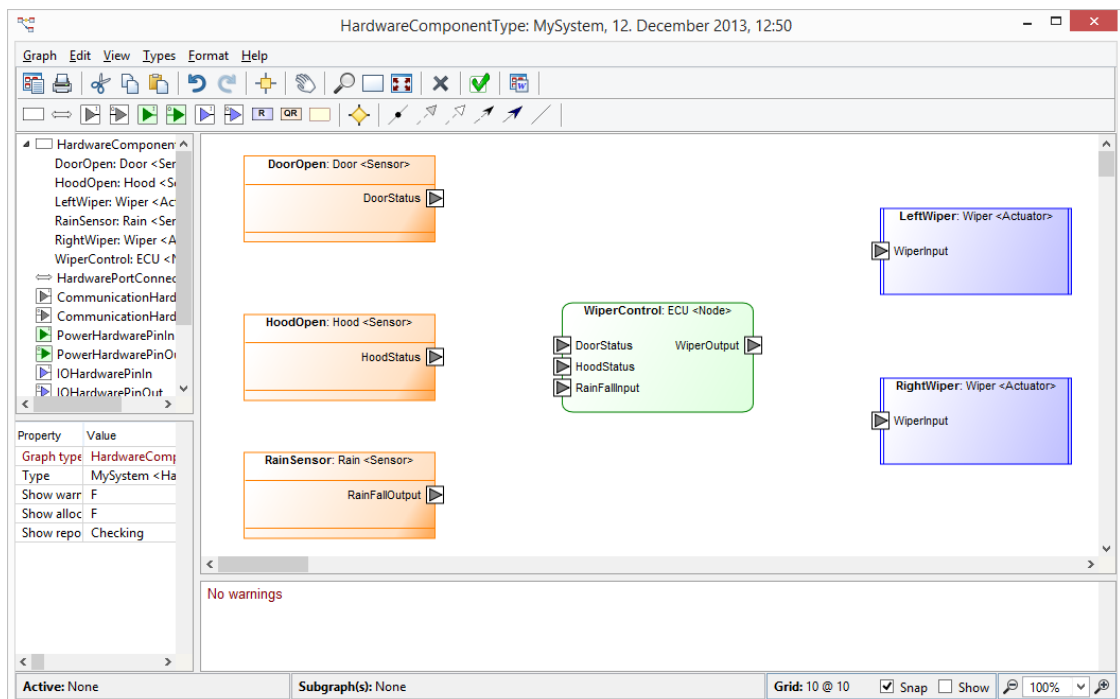 HardwareComponentType: MySystem, 12. December 2013, 12:50
Graph Edit View Types Format Help
R QR
HardwareComponen
DoorOpen: Door <Ser
HoodOpen: Hood <S
LeftWiper: Wiper <Ac
RainSensor: Rain <Ser
RightWiper: Wiper <A
WiperControl: ECU <N
HardwarePortConnec
CommunicationHard
CommunicationHard
PowerHardwarePinIn
PowerHardwarePinO
IOHardwarePinIn
IOHardwarePinOut
Property Value
Graph type HardwareComp
Type MySystem <Ha
Show warr F
Show alloc F
Show repo Checking
DoorOpen: Door <Sensor>
DoorStatus
HoodOpen: Hood <Sensor>
HoodStatus
RainSensor: Rain <Sensor>
RainFallOutput
WiperControl: ECU <Node>
DoorStatus WiperOutput
HoodStatus
RainFallInput
LeftWiper: Wiper <Actuator>
WiperInput
RightWiper: Wiper <Actuator>
WiperInput
No warnings
Active: None Subgraph(s): None Grid: 10 @ 10 Snap Show 100%